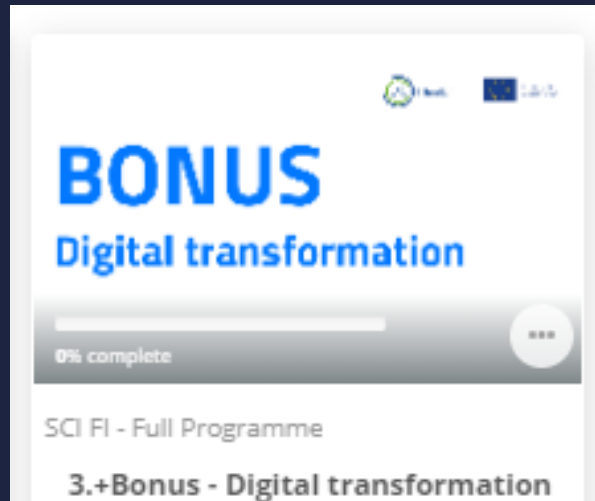 BONUS
Digital transformation
0% complete
SCI FI - Full Programme
3.+Bonus - Digital transformation